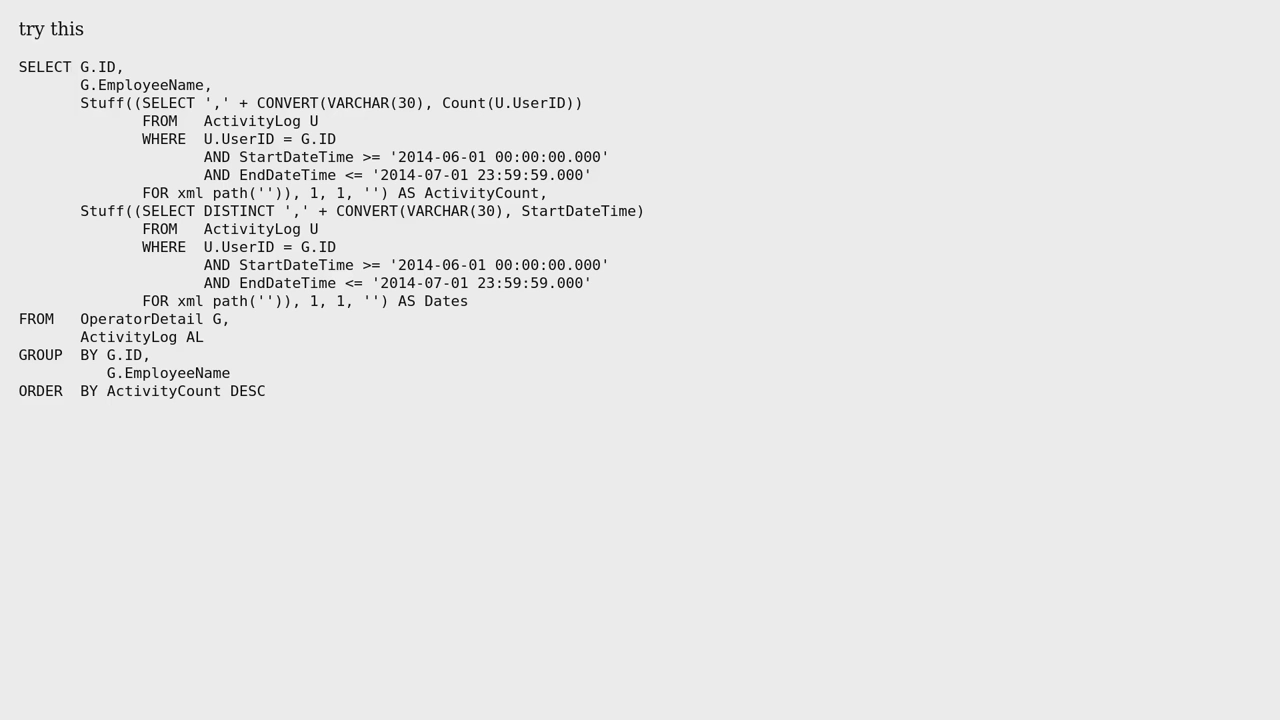 try this
SELECT G.ID,
       G.EmployeeName,
       Stuff((SELECT ',' + CONVERT(VARCHAR(30), Count(U.UserID))
              FROM   ActivityLog U
              WHERE  U.UserID = G.ID
                     AND StartDateTime >= '2014-06-01 00:00:00.000'
                     AND EndDateTime <= '2014-07-01 23:59:59.000'
              FOR xml path('')), 1, 1, '') AS ActivityCount,
       Stuff((SELECT DISTINCT ',' + CONVERT(VARCHAR(30), StartDateTime)
              FROM   ActivityLog U
              WHERE  U.UserID = G.ID
                     AND StartDateTime >= '2014-06-01 00:00:00.000'
                     AND EndDateTime <= '2014-07-01 23:59:59.000'
              FOR xml path('')), 1, 1, '') AS Dates
FROM   OperatorDetail G,
       ActivityLog AL
GROUP  BY G.ID,
          G.EmployeeName
ORDER  BY ActivityCount DESC